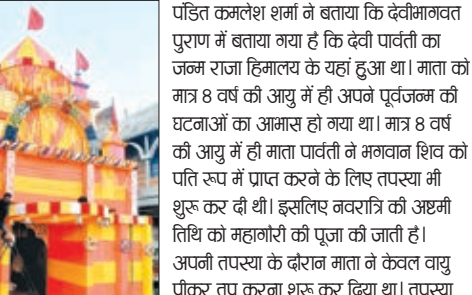 पंडित कमलेश शर्मा ने बताया कि देवीभागवत
पुराण में बताया गया है कि देवी पार्वती का
जन्म राजा हिमालय के यहां हुआ था। माता को
मात्र 8 वर्ष की आयु में ही अपने पूर्वजन्म की
घटनाओं का आभास हो गया था। मात्र 8 वर्ष
की आयु में ही माता पार्वती ने भगवान शिव को
पति रूप में प्राप्त करने के लिए तपस्या भी
शुरू कर दी थी। इसलिए नवरात्रि की अष्टमी
तिथि को महागौरी की पूजा की जाती है।
अपनी तपस्या के दौरान माता ने केवल वायु
पीकर तप करना शुरू कर दिया था। तपस्या